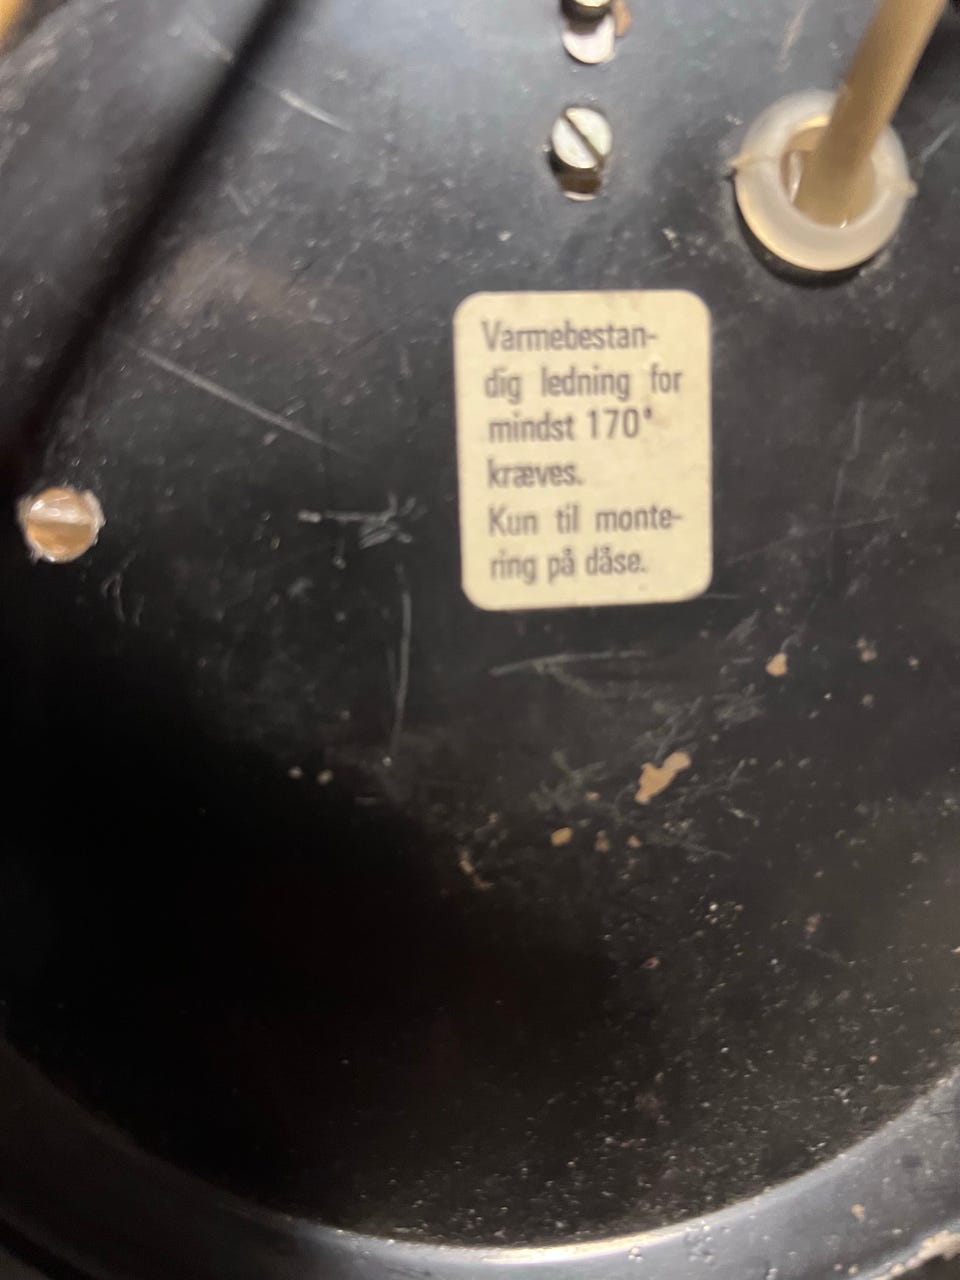 Varmebestan-
dig ledning for
mindst 170°
kræves.
Kun til monte-
ring på dåse.